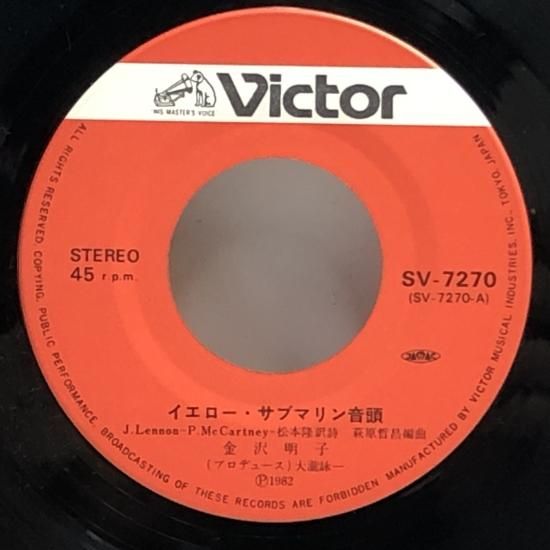 Victor
"HIS MASTER'S VOICE"
STEREO
45 r.p.m.
SV-7270
(SV-7270-A)
JASRAC
イエロー・サブマリン音頭
J.Lennon-P.McCartney-松本隆訳詩 萩原哲晶編曲
金沢明子
(プロデュース)大瀧詠一
Ⓟ1982
ALL RIGHTS RESERVED. COPYING, PUBLIC PERFORMANCE, BROADCASTING OF THESE RECORDS ARE FORBIDDEN MANUFACTURED BY VICTOR MUSICAL INDUSTRIES, INC., TOKYO, JAPAN